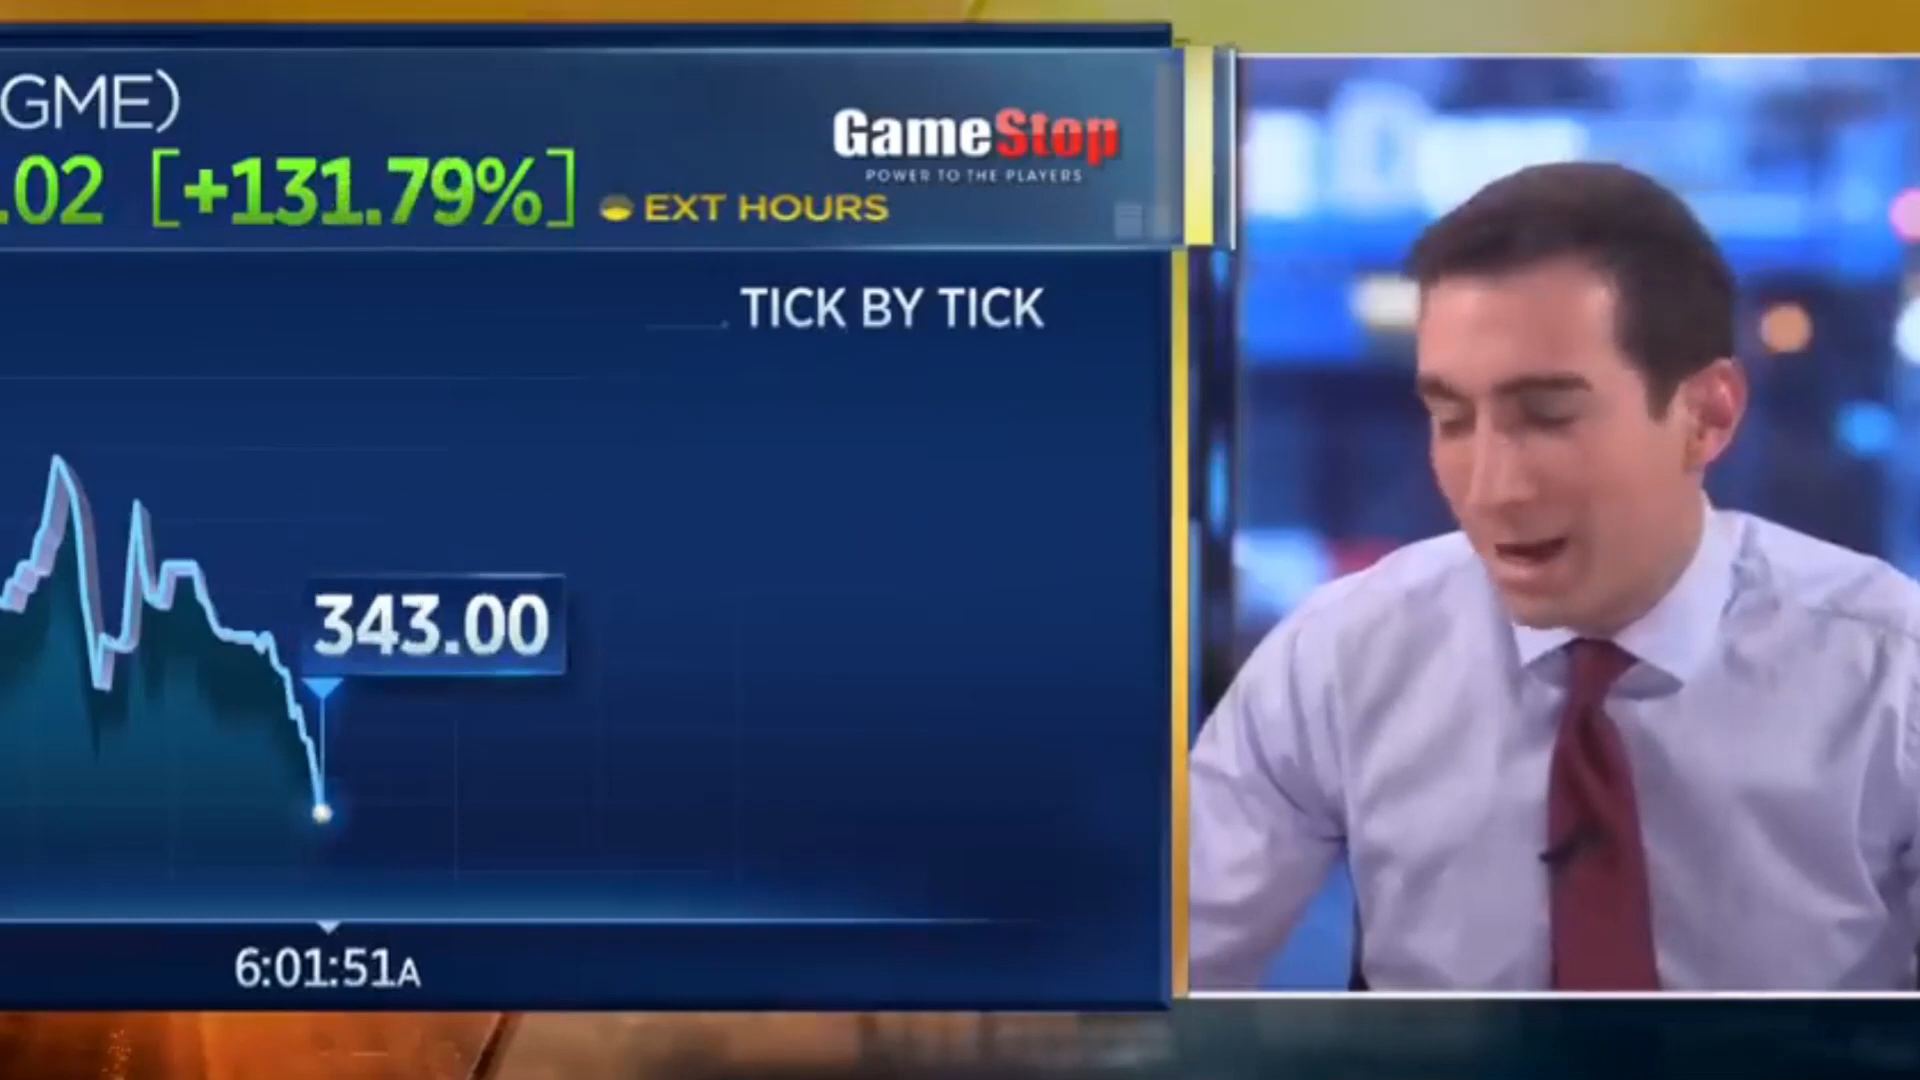 GME)
.02 [+131.79%] EXT HOURS
GameStop
POWER TO THE PLAYERS
TICK BY TICK
343.00
6:01:51A